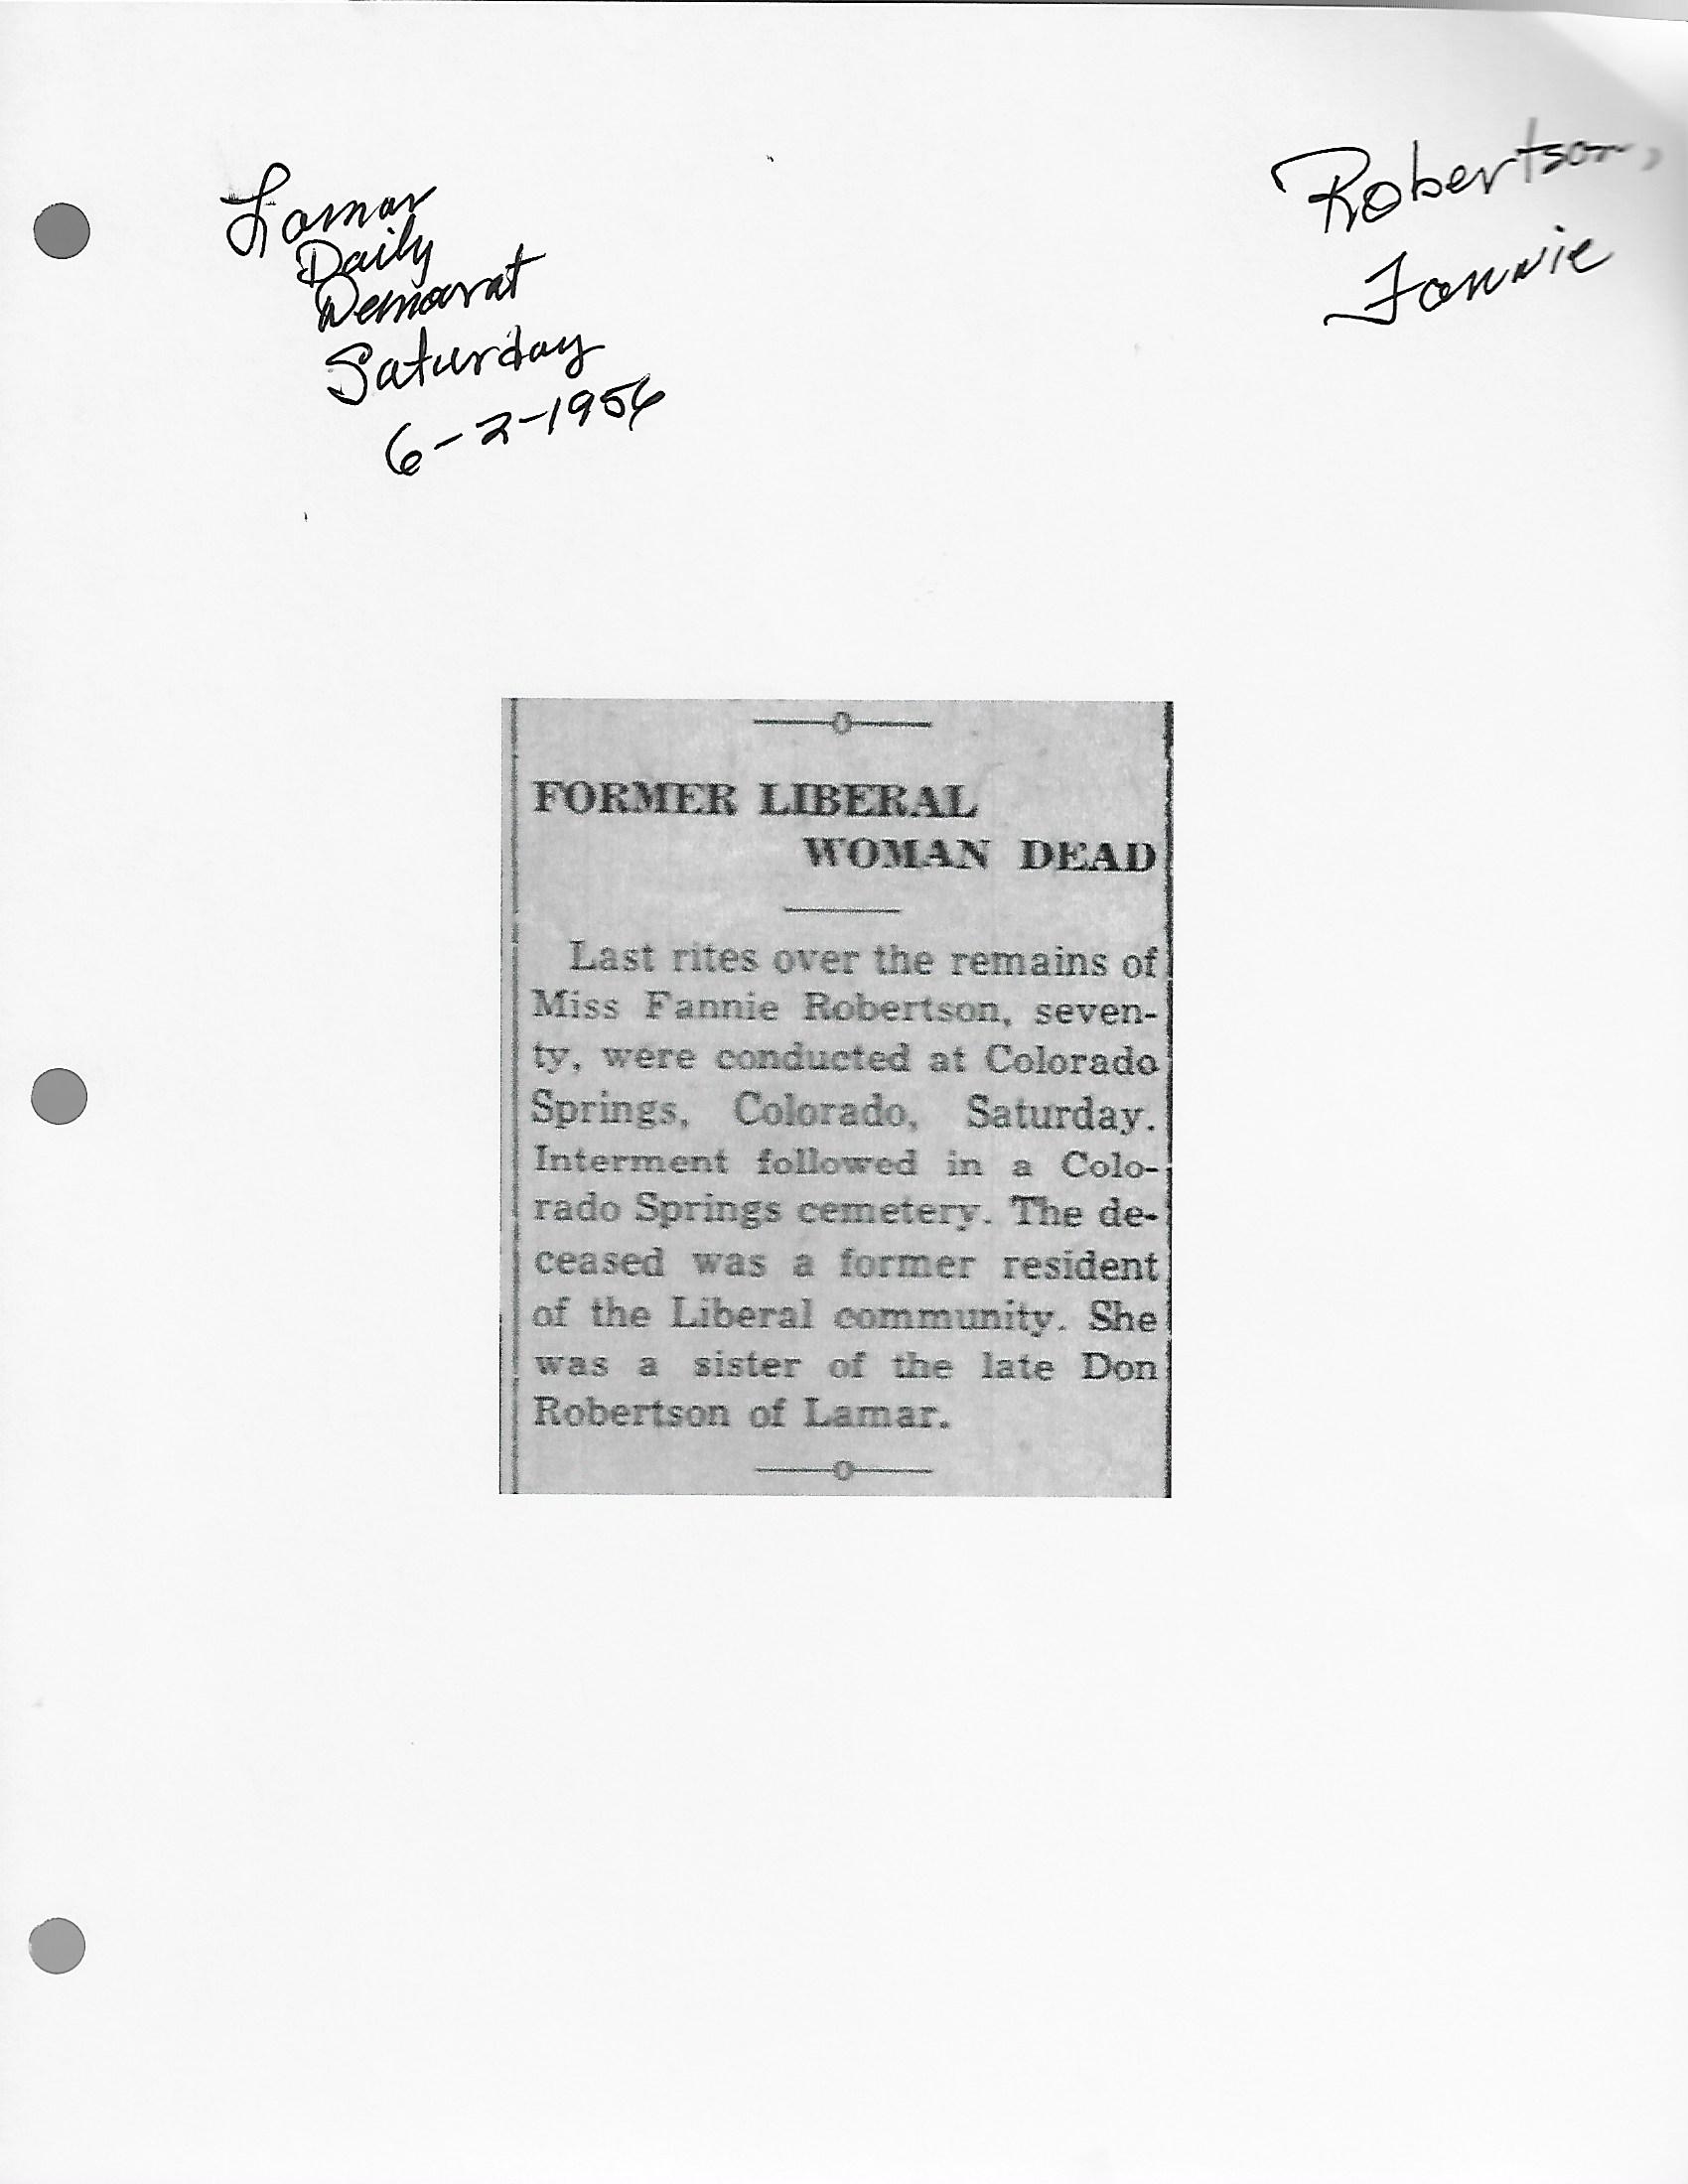 Lamar
Daily
Democrat
Saturday
6-2-1956
Robertson,
Fannie
FORMER LIBERAL
WOMAN DEAD
Last rites over the remains of
Miss Fannie Robertson, seven-
ty, were conducted at Colorado
Springs, Colorado, Saturday.
Interment followed in a Colo-
rado Springs cemetery. The de-
ceased was a former resident
of the Liberal community. She
was a sister of the late Don
Robertson of Lamar.